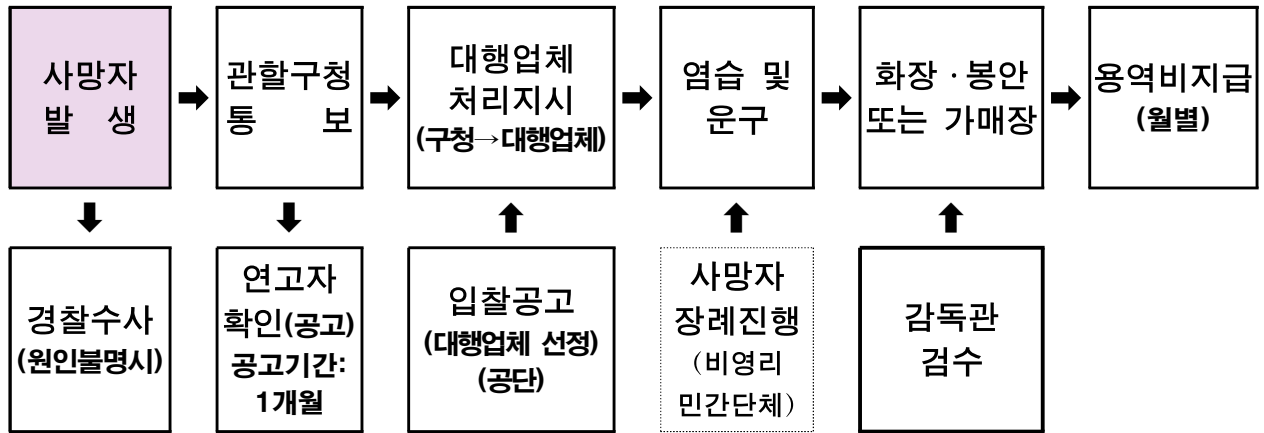 사망자
발 생
관할구청
통 보
대행업체
처리지시
(구청→대행업체)
염습 및
운구
화장·봉안
또는 가매장
용역비지급
(월별)
경찰수사
(원인불명시)
연고자
확인(공고)
공고기간:
1개월
입찰공고
(대행업체 선정)
(공단)
사망자
장례진행
(비영리
민간단체)
감독관
검수